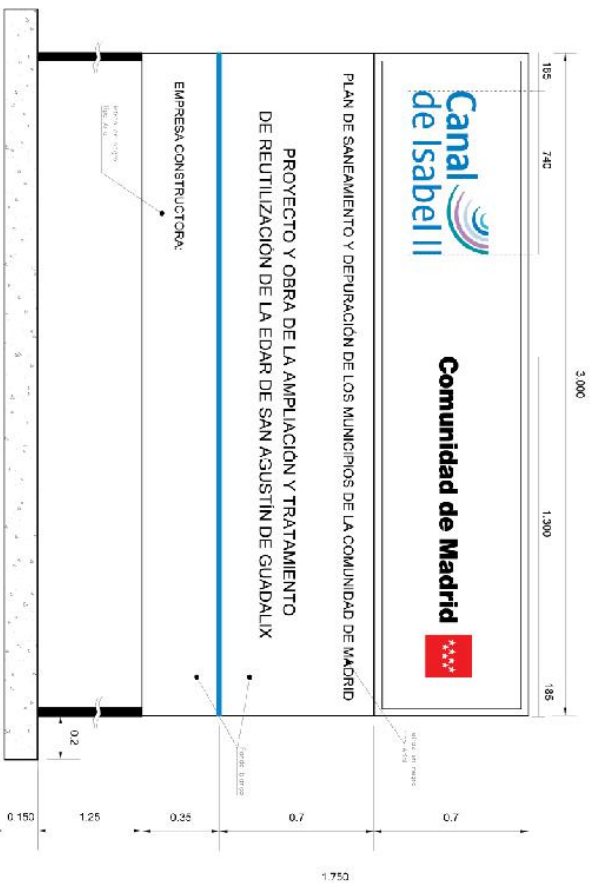 3.000
185
740
1.300
185
Canal
de Isabel II
Comunidad de Madrid
PLAN DE SANEAMIENTO Y DEPURACIÓN DE LOS MUNICIPIOS DE LA COMUNIDAD DE MADRID
PROYECTO Y OBRA DE LA AMPLIACIÓN Y TRATAMIENTO
DE REUTILIZACIÓN DE LA EDAR DE SAN AGUSTÍN DE GUADALIX
EMPRESA CONSTRUCTORA:
0.7
0.7
0.35
1.25
0.150
1.750
0.2